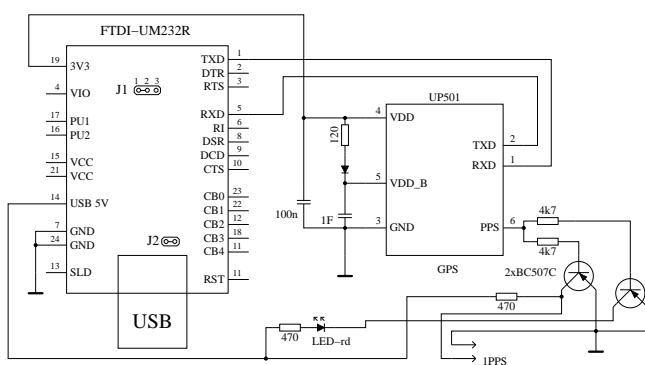 FTDI-UM232R
19 3V3
4 VIO
17 PU1
16 PU2
15 VCC
21 VCC
14 USB 5V
7 GND
24 GND
13 SLD
J1 1 2 3
J2
USB
TXD 1
DTR 2
RTS 3
RXD 5
RI 6
DSR 8
DCD 9
CTS 10
CB0 23
CB1 22
CB2 12
CB3 18
CB4 11
RST 11
120
100n
1F
UP501
4 VDD
5 VDD_B
3 GND
TXD 2
RXD 1
PPS 6
GPS
4k7
4k7
2xBC507C
470
470
LED-rd
1PPS